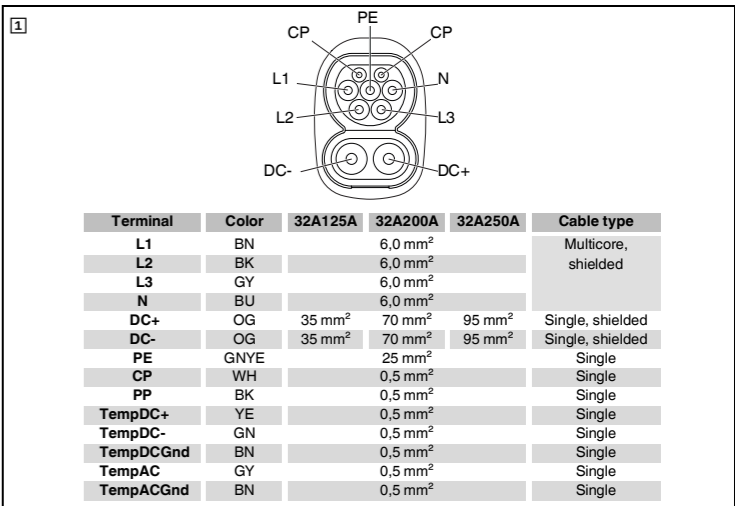 1
PE
CP CP
L1 N
L2 L3
DC- DC+
Terminal Color 32A125A 32A200A 32A250A Cable type
L1 BN 6,0 mm² Multicore,
L2 BK 6,0 mm² shielded
L3 GY 6,0 mm²
N BU 6,0 mm²
DC+ OG 35 mm² 70 mm² 95 mm² Single, shielded
DC- OG 35 mm² 70 mm² 95 mm² Single, shielded
PE GNYE 25 mm² Single
CP WH 0,5 mm² Single
PP BK 0,5 mm² Single
TempDC+ YE 0,5 mm² Single
TempDC- GN 0,5 mm² Single
TempDCGnd BN 0,5 mm² Single
TempAC GY 0,5 mm² Single
TempACGnd BN 0,5 mm² Single